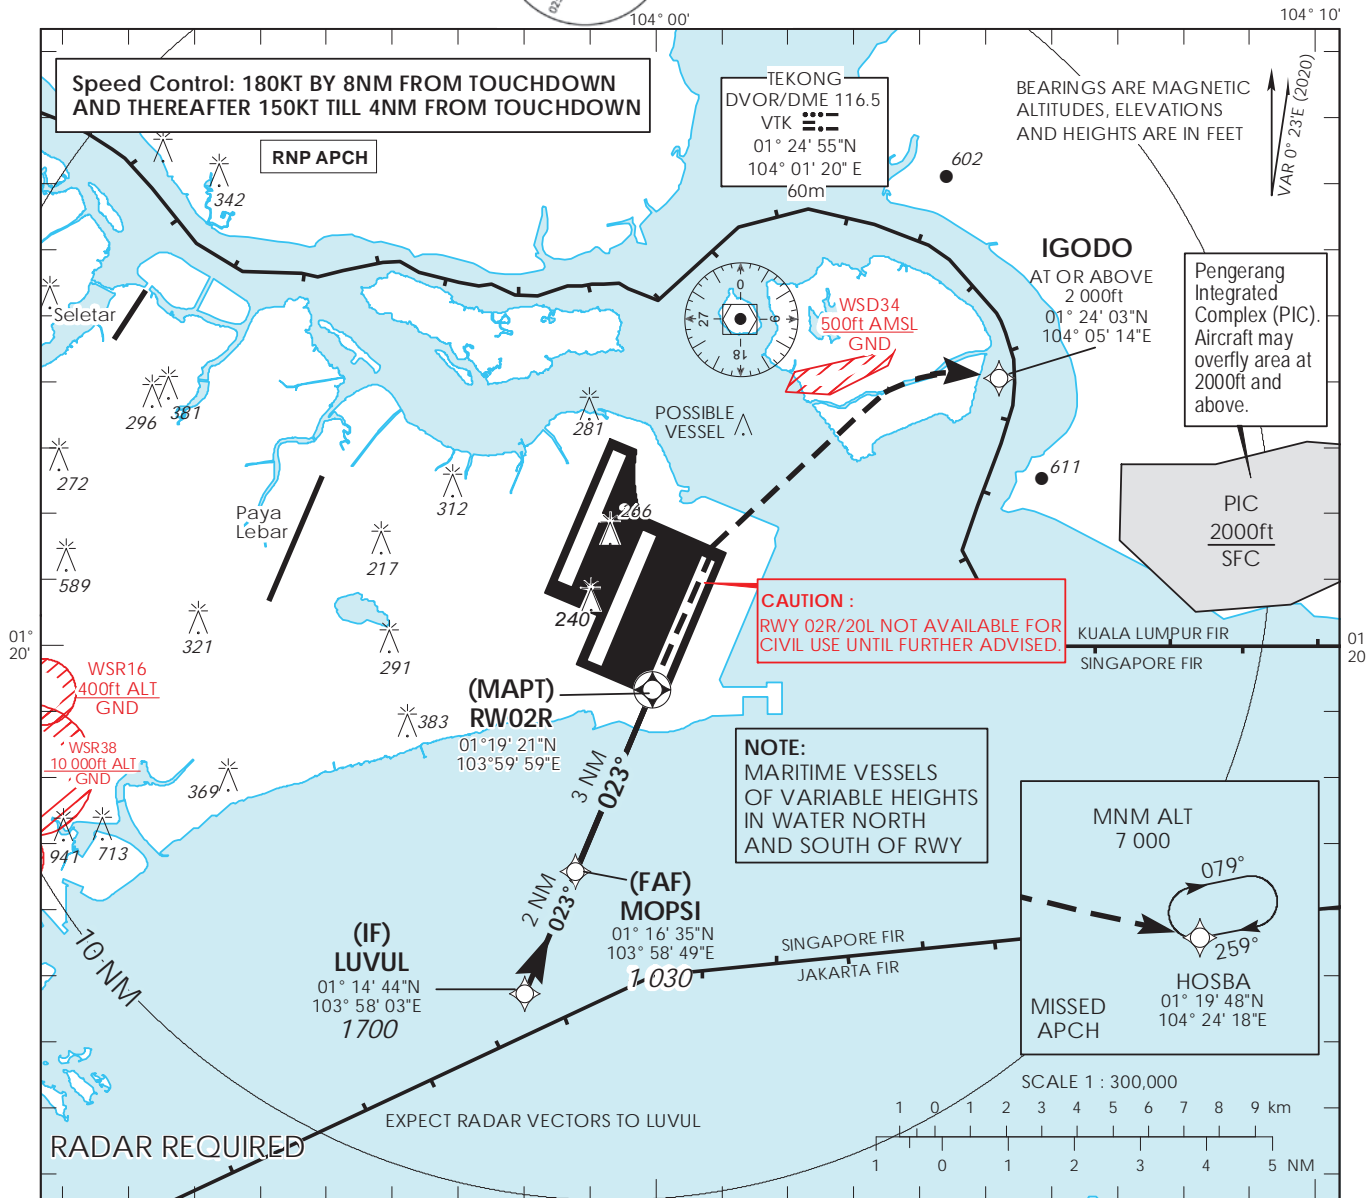 104° 00'
104° 10'
Speed Control: 180KT BY 8NM FROM TOUCHDOWN
AND THEREAFTER 150KT TILL 4NM FROM TOUCHDOWN
RNP APCH
TEKONG
DVOR/DME 116.5
VTK
01° 24' 55"N
104° 01' 20" E
60m
BEARINGS ARE MAGNETIC
ALTITUDES, ELEVATIONS
AND HEIGHTS ARE IN FEET
VAR 0° 23'E (2020)
602
342
IGODO
AT OR ABOVE
2 000ft
01° 24' 03"N
104° 05' 14"E
Pengerang
Integrated
Complex (PIC).
Aircraft may
overfly area at
2000ft and
above.
Seletar
0
9
18
27
WSD34
500ft AMSL
GND
296
381
281
POSSIBLE
VESSEL
272
312
611
PIC
2000ft
SFC
Paya
Lebar
266
217
589
240
321
291
CAUTION :
RWY 02R/20L NOT AVAILABLE FOR
CIVIL USE UNTIL FURTHER ADVISED.
KUALA LUMPUR FIR
SINGAPORE FIR
01°
20'
01
20
WSR16
400ft ALT
GND
(MAPT)
RW02R
01°19' 21"N
103°59' 59"E
383
WSR38
10 000ft ALT
GND
369
941
713
3 NM
023°
NOTE:
MARITIME VESSELS
OF VARIABLE HEIGHTS
IN WATER NORTH
AND SOUTH OF RWY
MNM ALT
7 000
079°
259°
HOSBA
01° 19' 48"N
104° 24' 18"E
MISSED
APCH
2 NM
023°
(FAF)
MOPSI
01° 16' 35"N
103° 58' 49"E
1 030
(IF)
LUVUL
01° 14' 44"N
103° 58' 03"E
1700
SINGAPORE FIR
JAKARTA FIR
10 NM
SCALE 1 : 300,000
1 0 1 2 3 4 5 6 7 8 9 km
1 0 1 2 3 4 5 NM
EXPECT RADAR VECTORS TO LUVUL
RADAR REQUIRED